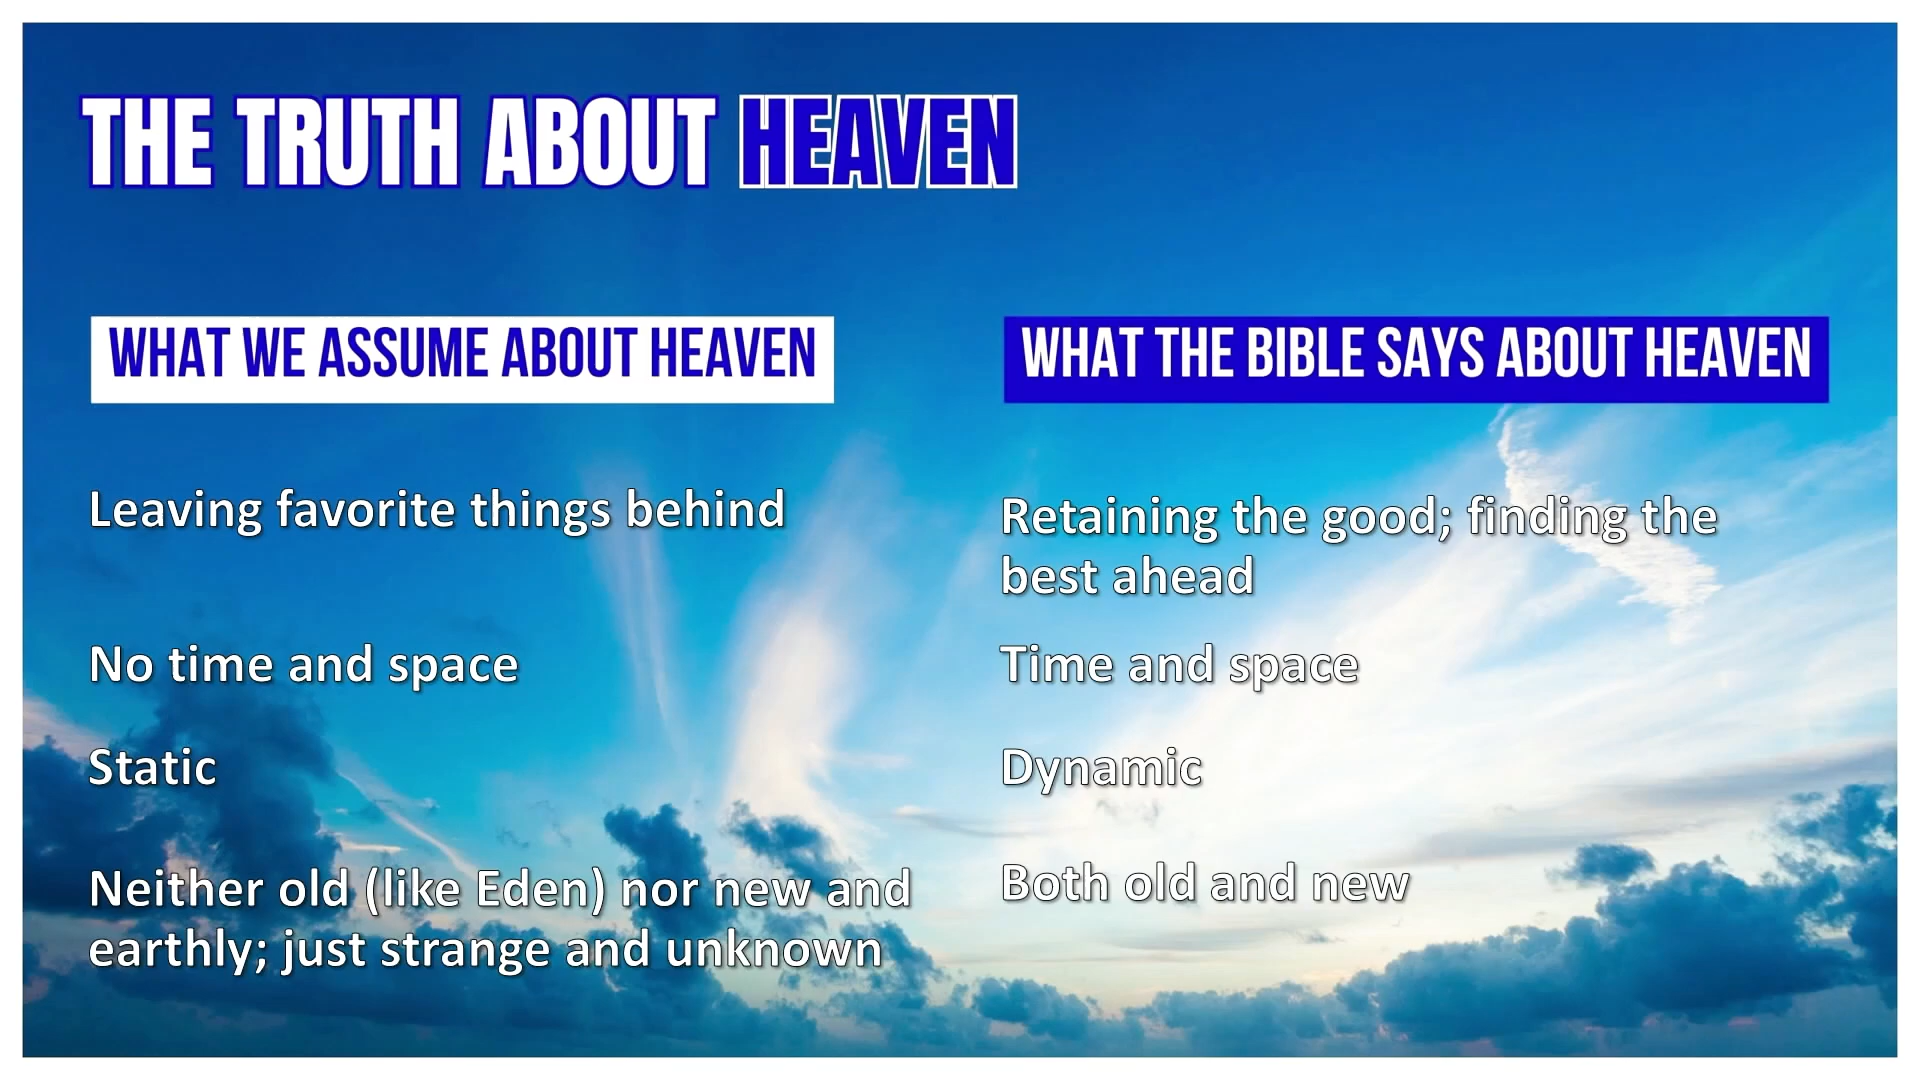 THE TRUTH ABOUT HEAVEN
WHAT WE ASSUME ABOUT HEAVEN
Leaving favorite things behind
No time and space
Static
Neither old (like Eden) nor new and
earthly; just strange and unknown
WHAT THE BIBLE SAYS ABOUT HEAVEN
Retaining the good; finding the
best ahead
Time and space
Dynamic
Both old and new